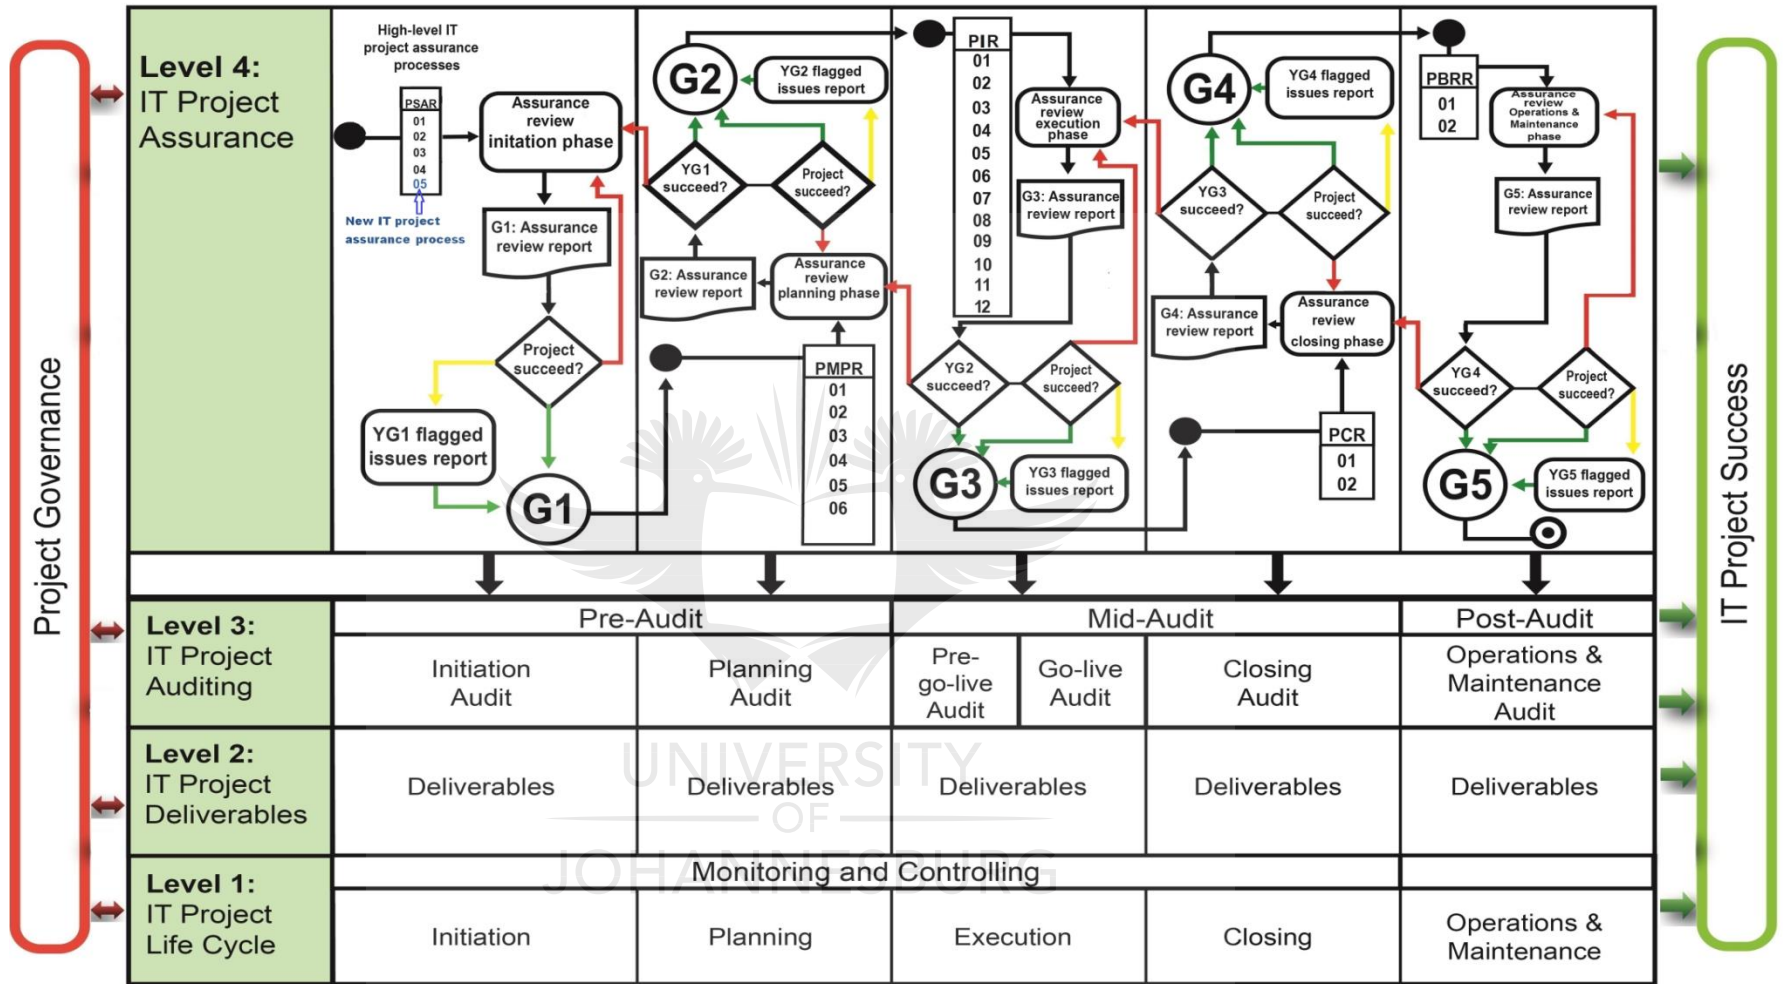 Project Governance
Level 4:
IT Project
Assurance
High-level IT
project assurance
processes
PSAR
01
02
03
04
05
New IT project
assurance process
Assurance
review
initation phase
G1: Assurance
review report
Project
succeed?
YG1 flagged
issues report
G1
G2
YG2 flagged
issues report
YG1
succeed?
Project
succeed?
G2: Assurance
review report
Assurance
review
planning phase
PMPR
01
02
03
04
05
06
PIR
01
02
03
04
05
06
07
08
09
10
11
12
Assurance
review
execution
phase
G3: Assurance
review report
YG2
succeed?
Project
succeed?
G3
YG3 flagged
issues report
G4
YG4 flagged
issues report
YG3
succeed?
Project
succeed?
G4: Assurance
review report
Assurance
review
closing phase
PCR
01
02
PBRR
01
02
Assurance
review
Operations &
Maintenance
phase
G5: Assurance
review report
YG4
succeed?
Project
succeed?
G5
YG5 flagged
issues report
Level 3:
IT Project
Auditing
Pre-Audit
Mid-Audit
Post-Audit
Initiation
Audit
Planning
Audit
Pre-
go-live
Audit
Go-live
Audit
Closing
Audit
Operations &
Maintenance
Audit
Level 2:
IT Project
Deliverables
Deliverables
Deliverables
Deliverables
Deliverables
Deliverables
Level 1:
IT Project
Life Cycle
Monitoring and Controlling
Initiation
Planning
Execution
Closing
Operations &
Maintenance
IT Project Success
UNIVERSITY
OF
JOHANNESBURG